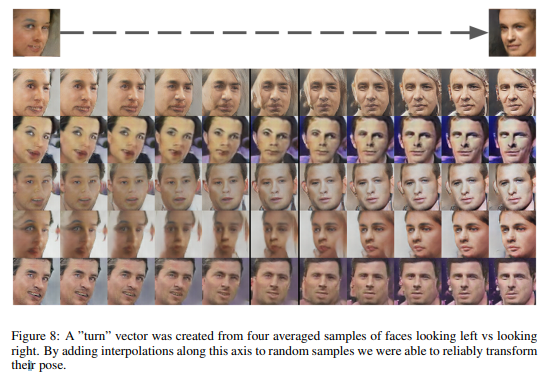 Figure 8: A ”turn” vector was created from four averaged samples of faces looking left vs looking
right. By adding interpolations along this axis to random samples we were able to reliably transform
their pose.